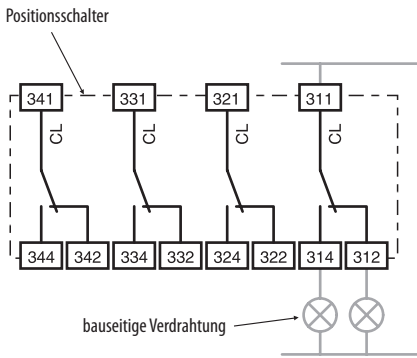 Positionsschalter
341 331 321 311
CL CL CL CL
344 342 334 332 324 322 314 312
bauseitige Verdrahtung